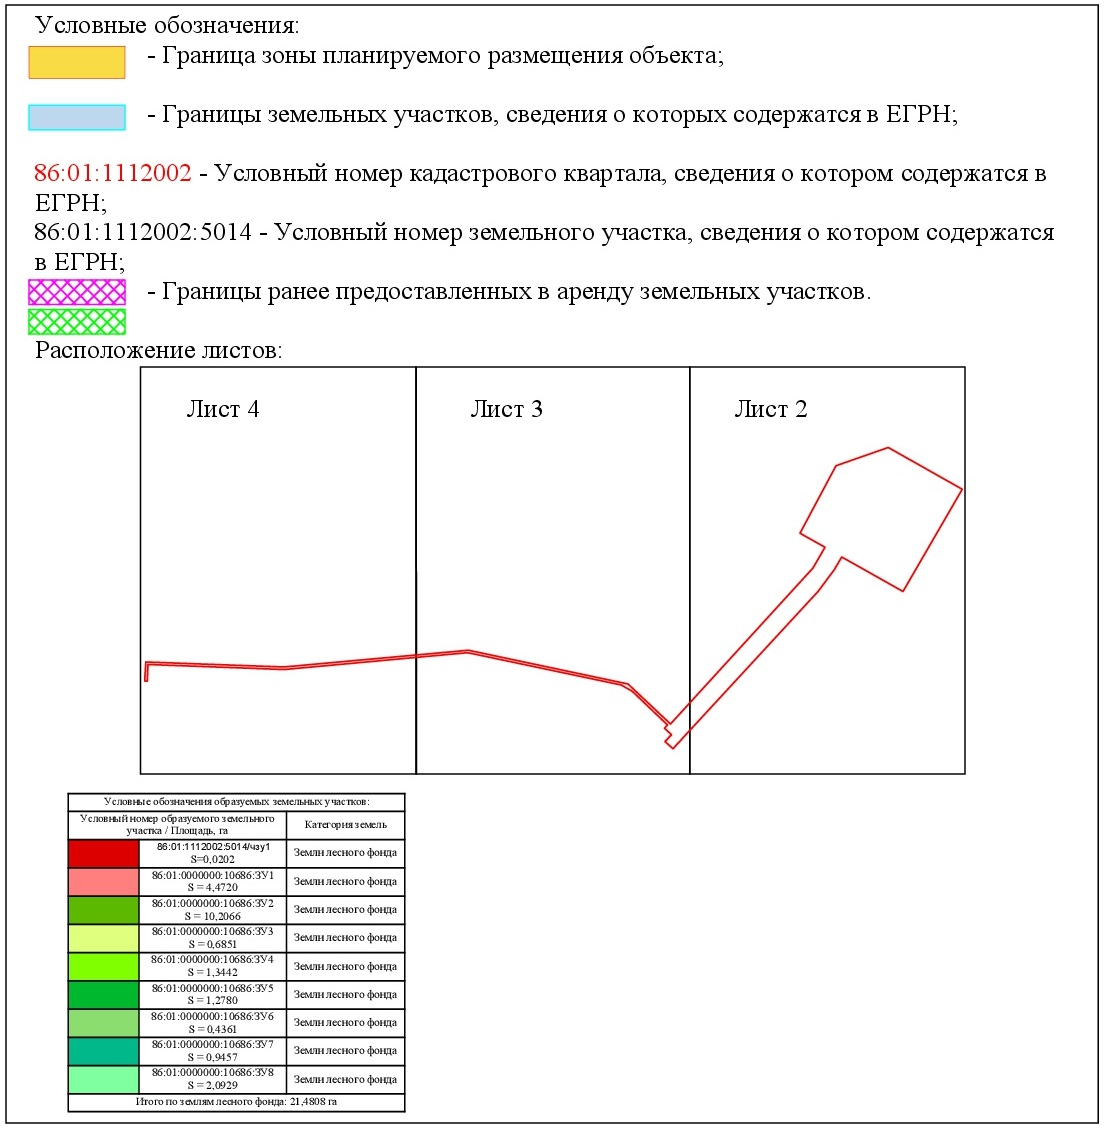 Условные обозначения:
- Граница зоны планируемого размещения объекта;
- Границы земельных участков, сведения о которых содержатся в ЕГРН;
86:01:1112002 - Условный номер кадастрового квартала, сведения о котором содержатся в
ЕГРН;
86:01:1112002:5014 - Условный номер земельного участка, сведения о котором содержатся
в ЕГРН;
- Границы ранее предоставленных в аренду земельных участков.
Расположение листов:
Лист 4
Лист 3
Лист 2
Условные обозначения образуемых земельных участков:
Условный номер образуемого земельного
участка / Площадь, га
Категория земель
86:01:1112002:5014/чзу1
S=0,0202
Земли лесного фонда
86:01:0000000:10686:ЗУ1
S = 4,4720
Земли лесного фонда
86:01:0000000:10686:ЗУ2
S = 10,2066
Земли лесного фонда
86:01:0000000:10686:ЗУ3
S = 0,6851
Земли лесного фонда
86:01:0000000:10686:ЗУ4
S = 1,3442
Земли лесного фонда
86:01:0000000:10686:ЗУ5
S = 1,2780
Земли лесного фонда
86:01:0000000:10686:ЗУ6
S = 0,4361
Земли лесного фонда
86:01:0000000:10686:ЗУ7
S = 0,9457
Земли лесного фонда
86:01:0000000:10686:ЗУ8
S = 2,0929
Земли лесного фонда
Итого по землям лесного фонда: 21,4808 га